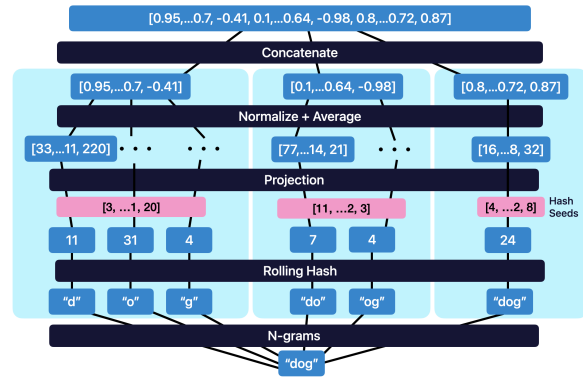 [0.95,...0.7, -0.41, 0.1,...0.64, -0.98, 0.8,...0.72, 0.87]
Concatenate
[0.95,...0.7, -0.41]
[0.1,...0.64, -0.98]
[0.8,...0.72, 0.87]
Normalize + Average
[33,...11, 220] • • •
[77,...14, 21] • • •
[16,...8, 32]
Projection
[3, ...1, 20]
[11, ...2, 3]
[4, ...2, 8]
Hash
Seeds
11 31 4 7 4 24
Rolling Hash
“d” “o” “g” “do” “og” “dog”
N-grams
“dog”